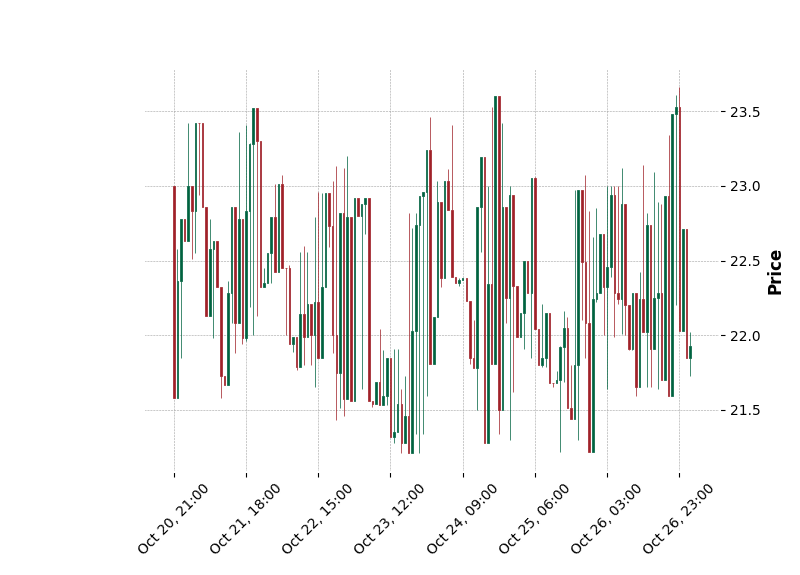 23.5
23.0
22.5
22.0
21.5
Price
Oct 20, 21:00
Oct 21, 18:00
Oct 22, 15:00
Oct 23, 12:00
Oct 24, 09:00
Oct 25, 06:00
Oct 26, 03:00
Oct 26, 23:00